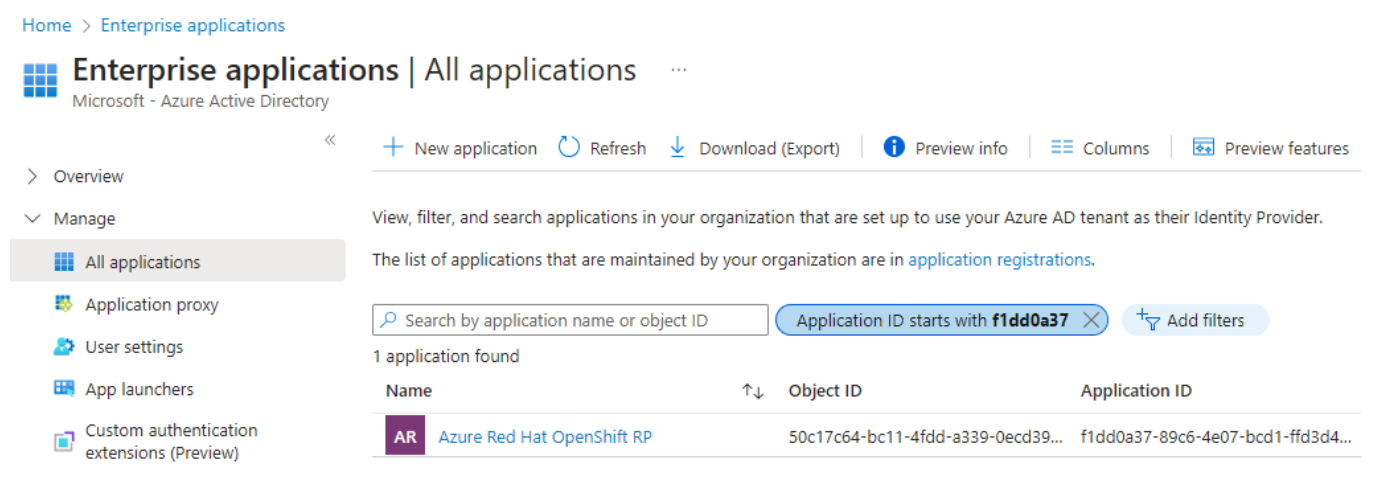 Home > Enterprise applications
Enterprise applications | All applications ...
Microsoft - Azure Active Directory
«
New application Refresh Download (Export) Preview info Columns Preview features
Overview
Manage
All applications
Application proxy
User settings
App launchers
Custom authentication
extensions (Preview)
View, filter, and search applications in your organization that are set up to use your Azure AD tenant as their Identity Provider.
The list of applications that are maintained by your organization are in application registrations.
Search by application name or object ID Application ID starts with f1dd0a37 Add filters
1 application found
Name Object ID Application ID
AR Azure Red Hat OpenShift RP 50c17c64-bc11-4fdd-a339-0ecd39... f1dd0a37-89c6-4e07-bcd1-ffd3d4...